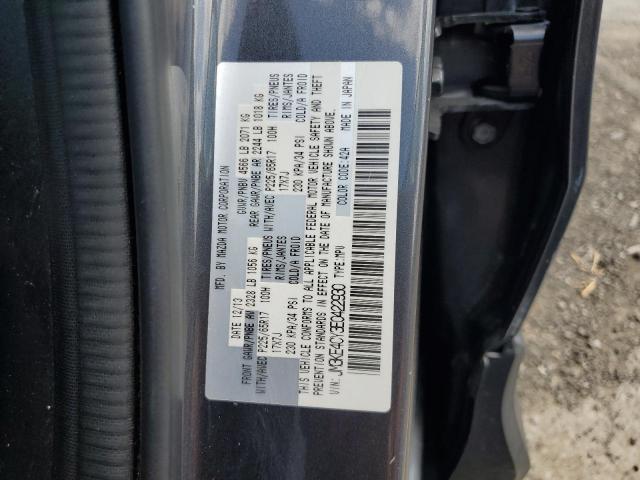 MFD. BY MAZDA MOTOR CORPORATION
DATE 12/13 GVWR/PNBV 4566 LB 2071 KG
FRONT GAWR/PNBE AV 2328 LB 1056 KG REAR GAWR/PNBE AR 2244 LB 1018 KG
WITH/AVEC P225/65R17 100H TIRES/PNEUS WITH/AVEC P225/65R17 100H TIRES/PNEUS
17X7J RIMS/JANTES 17X7J RIMS/JANTES
230 KPA/34 PSI COLD/A FROID 230 KPA/34 PSI COLD/A FROID
THIS VEHICLE CONFORMS TO ALL APPLICABLE FEDERAL MOTOR VEHICLE SAFETY AND THEFT
PREVENTION STANDARDS IN EFFECT ON THE DATE OF MANUFACTURE SHOWN ABOVE.
V/N: JM3KE4CY3E0422930 TYPE:MPV COLOR CODE:42A MADE IN JAPAN